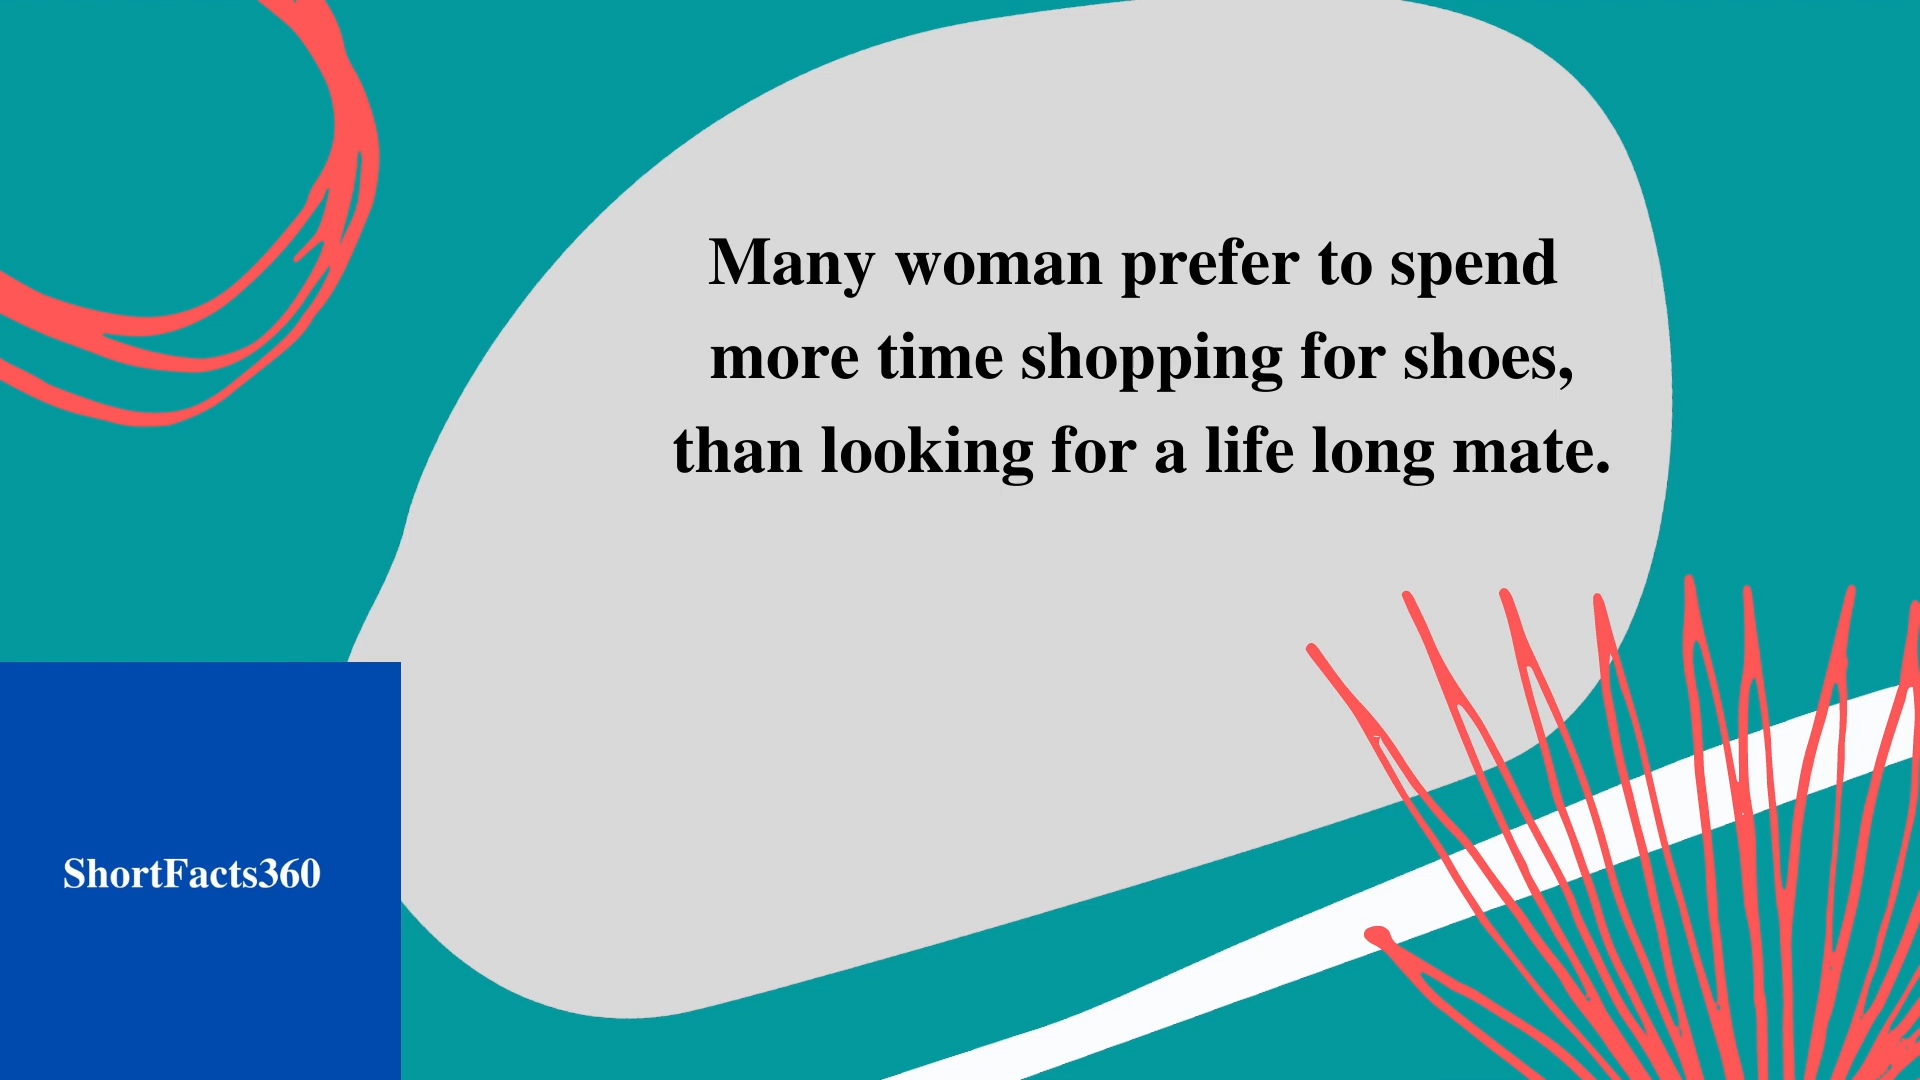 Many woman prefer to spend
more time shopping for shoes,
than looking for a life long mate.
ShortFacts360